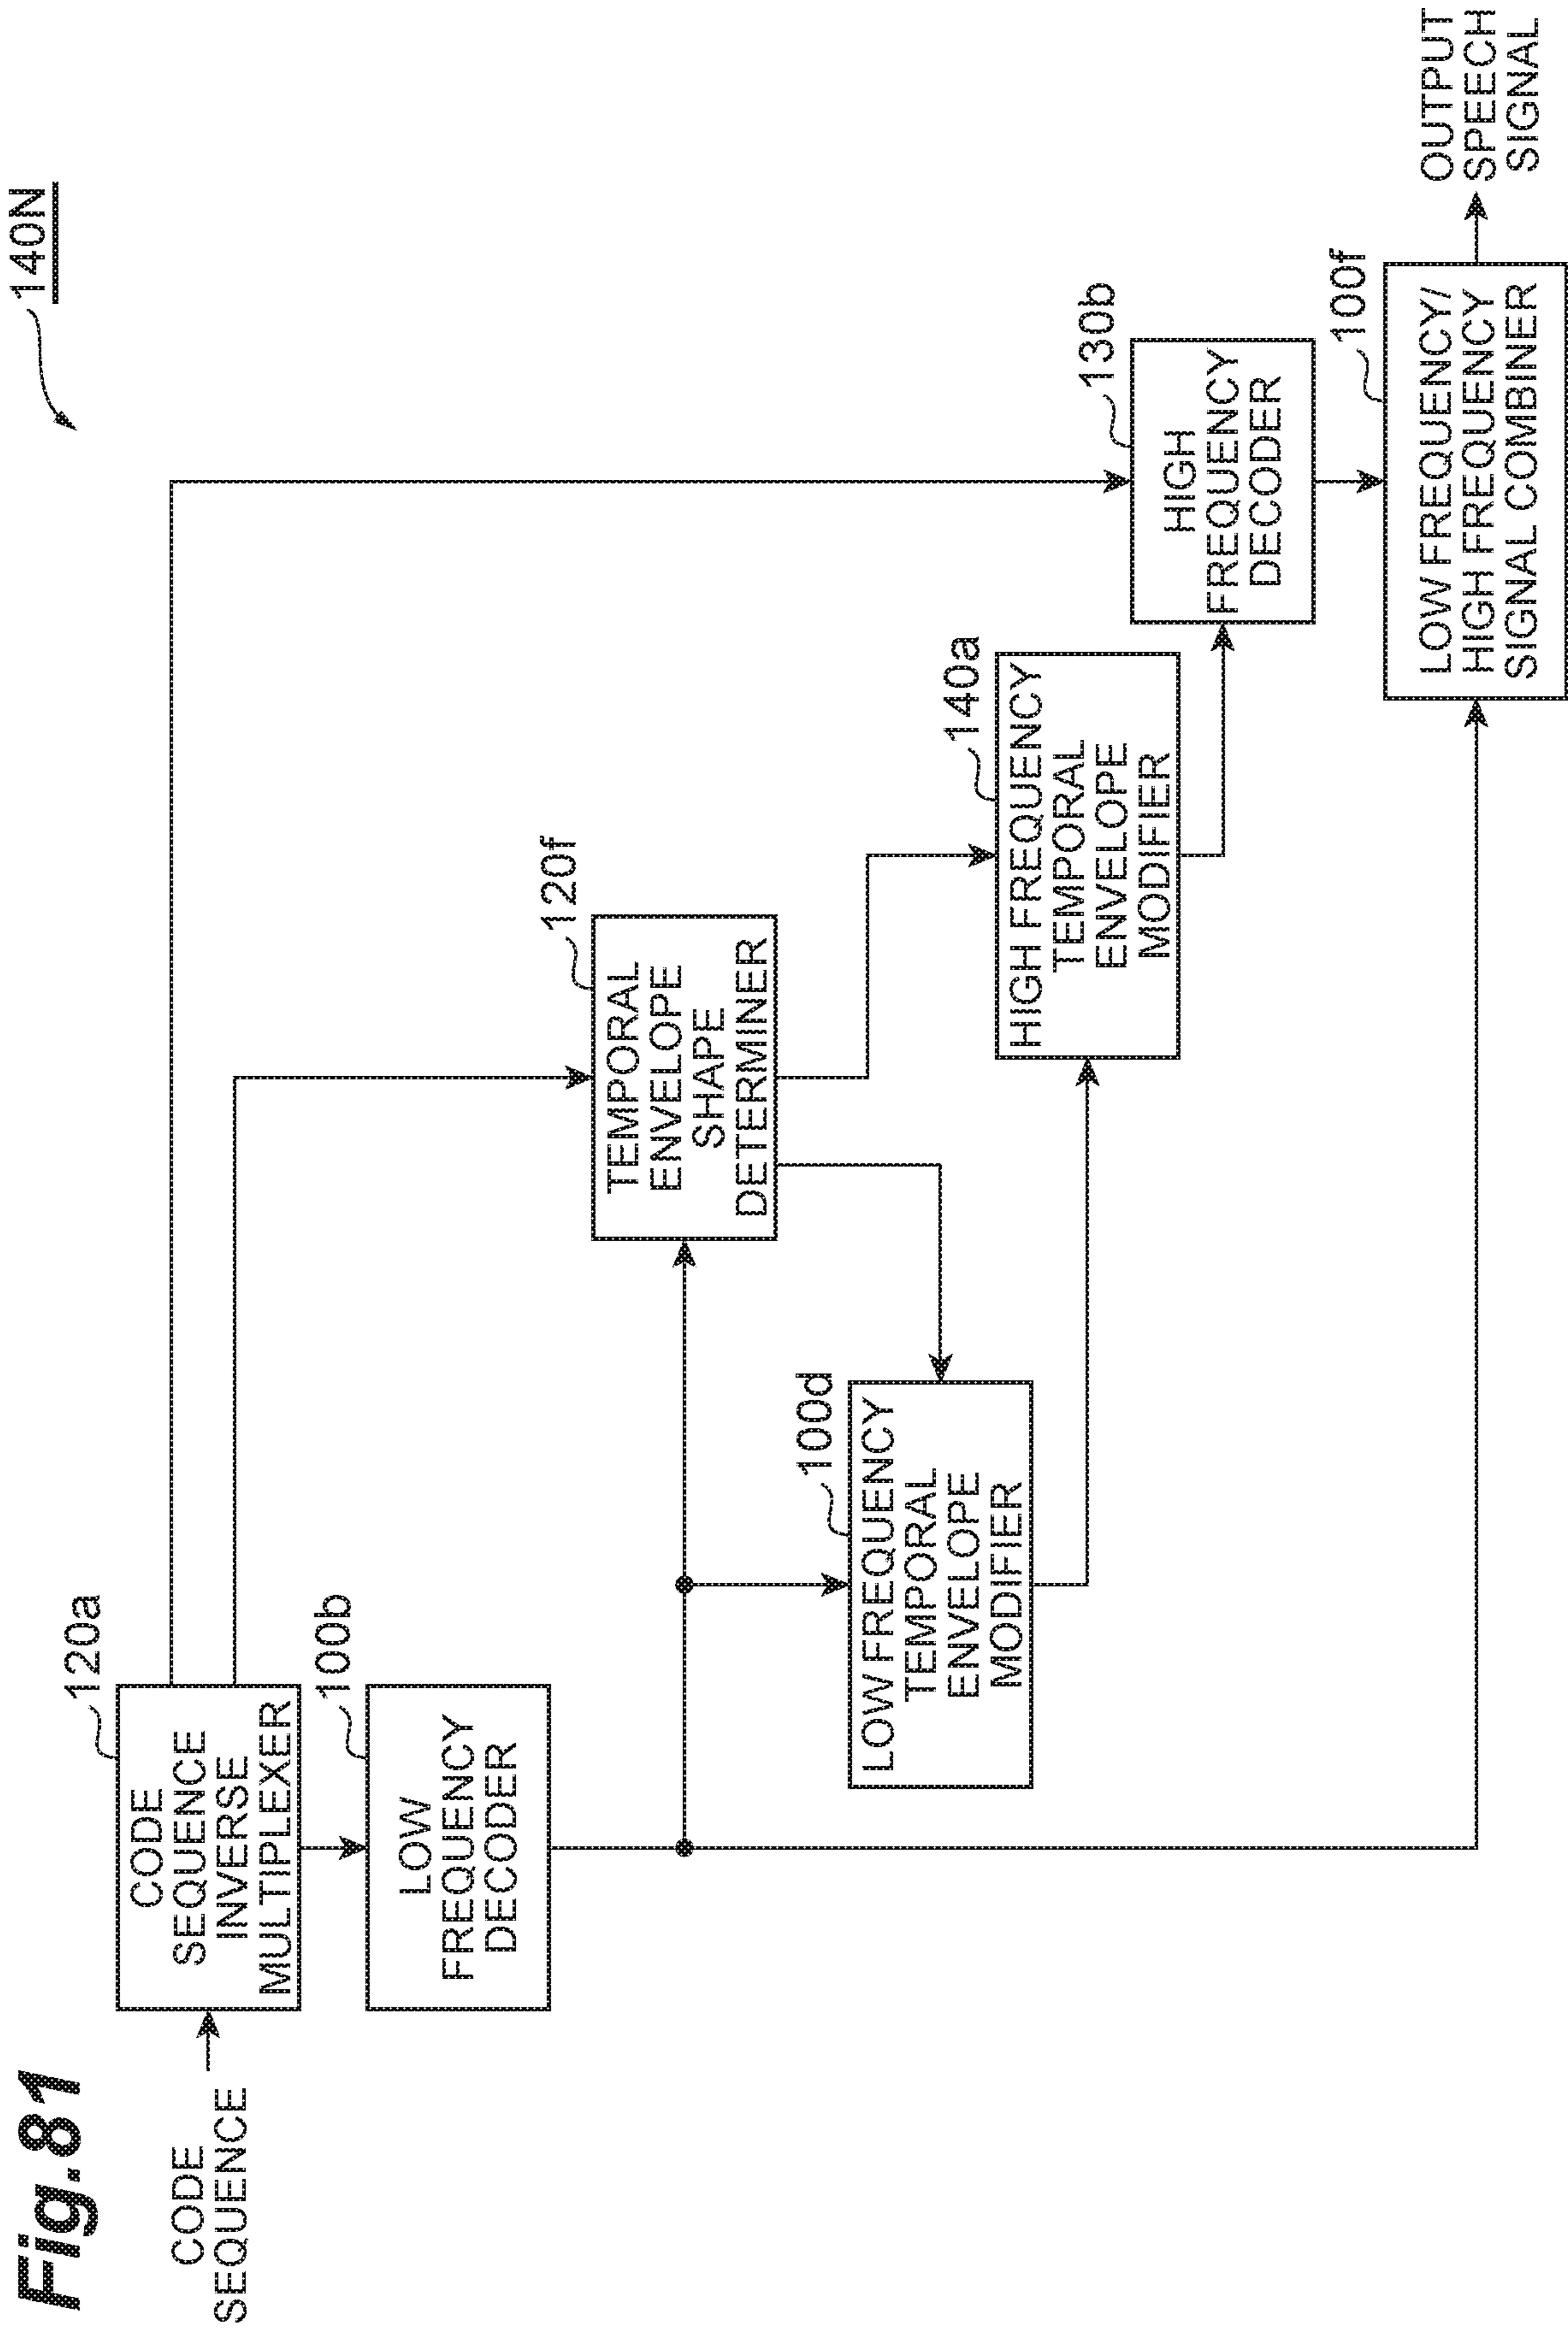 Fig.81
140N
CODE
SEQUENCE
120a
CODE
SEQUENCE
INVERSE
MULTIPLEXER
100b
LOW
FREQUENCY
DECODER
120f
TEMPORAL
ENVELOPE
SHAPE
DETERMINER
100d
LOW FREQUENCY
TEMPORAL
ENVELOPE
MODIFIER
140a
HIGH FREQUENCY
TEMPORAL
ENVELOPE
MODIFIER
130b
HIGH
FREQUENCY
DECODER
100f
LOW FREQUENCY/
HIGH FREQUENCY
SIGNAL COMBINER
OUTPUT
SPEECH
SIGNAL